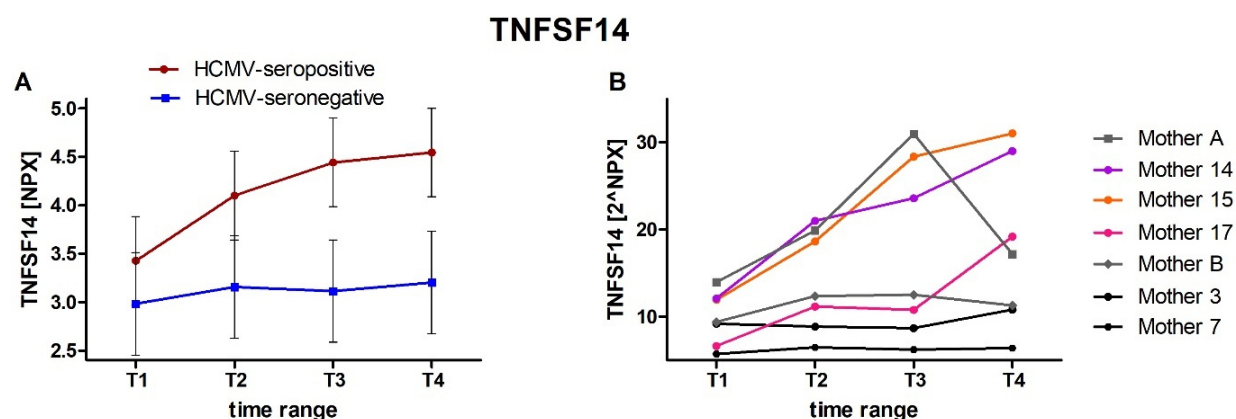 TNFSF14
A
HCMV-seropositive
HCMV-seronegative
TNFSF14 [NPX]
5.0
4.5
4.0
3.5
3.0
2.5
T1 T2 T3 T4
time range
B
TNFSF14 [2^NPX]
30
20
10
T1 T2 T3 T4
time range
Mother A
Mother 14
Mother 15
Mother 17
Mother B
Mother 3
Mother 7